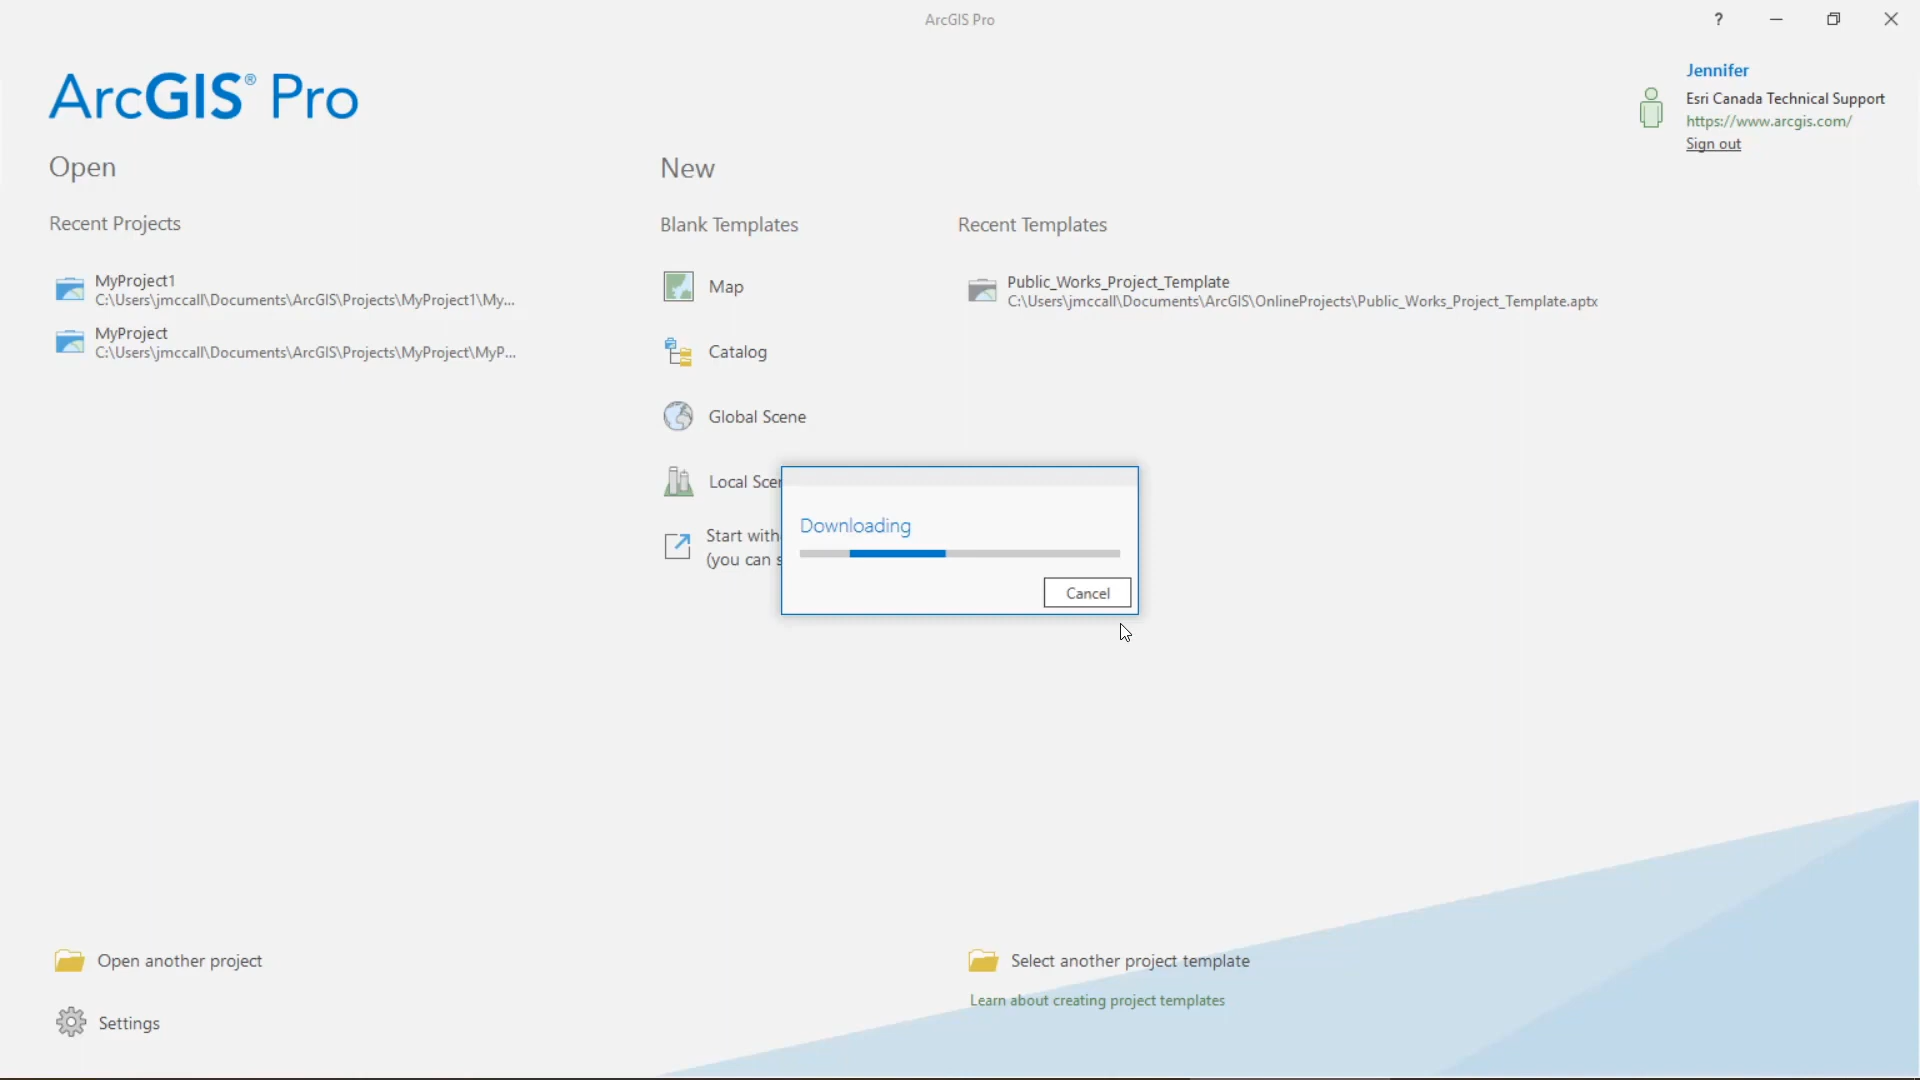 ArcGIS Pro
?
ArcGIS® Pro
Jennifer
Esri Canada Technical Support
https://www.arcgis.com/
Sign out
Open
New
Recent Projects
Blank Templates
Recent Templates
MyProject1
C:\Users\jmccall\Documents\ArcGIS\Projects\MyProject1\My...
MyProject
C:\Users\jmccall\Documents\ArcGIS\Projects\MyProject\MyP...
Map
Catalog
Global Scene
Local Scen
Start with
(you can s
Public_Works_Project_Template
C:\Users\jmccall\Documents\ArcGIS\OnlineProjects\Public_Works_Project_Template.aptx
Downloading
Cancel
Open another project
Settings
Select another project template
Learn about creating project templates